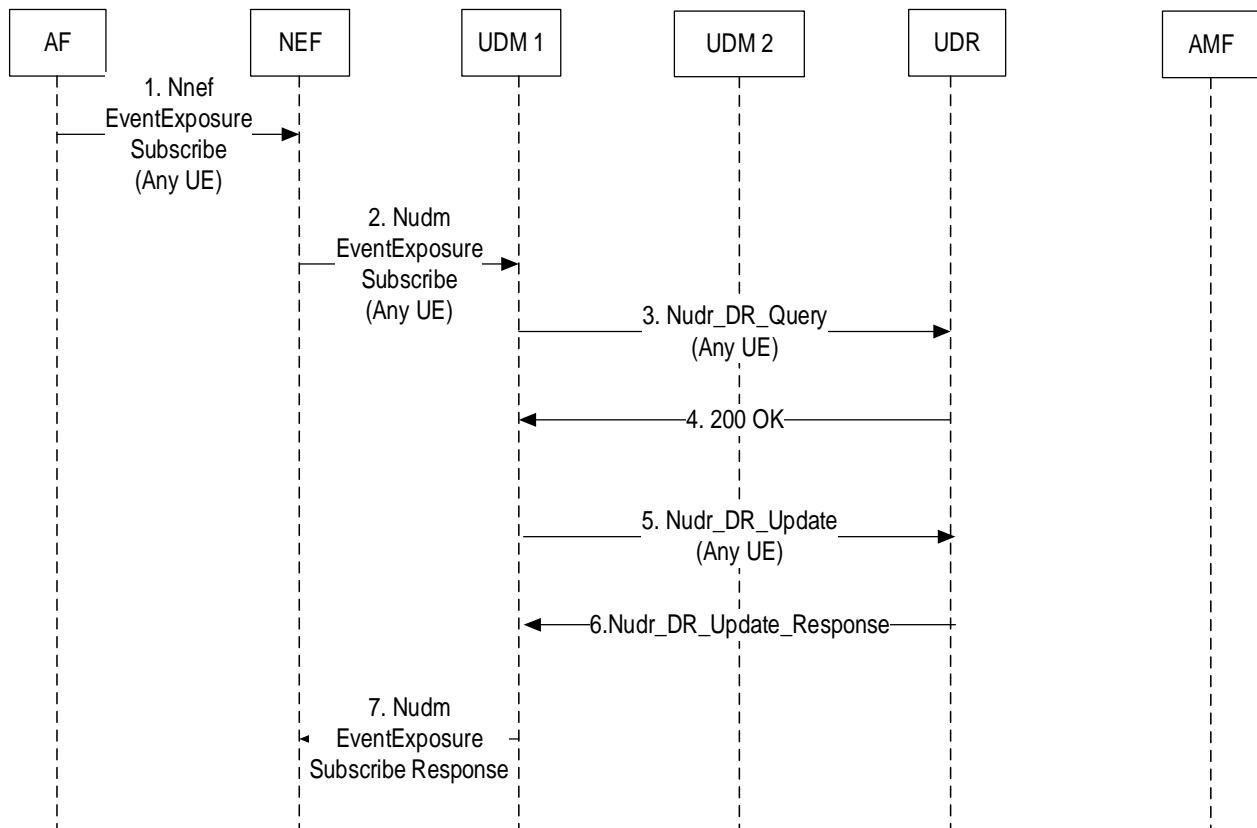 AF
NEF
UDM 1
UDM 2
UDR
AMF
1. Nnef
EventExposure
Subscribe
(Any UE)
2. Nudm
EventExposure
Subscribe
(Any UE)
3. Nudr_DR_Query
(Any UE)
4. 200 OK
5. Nudr_DR_Update
(Any UE)
6.Nudr_DR_Update_Response
7. Nudm
EventExposure
Subscribe Response